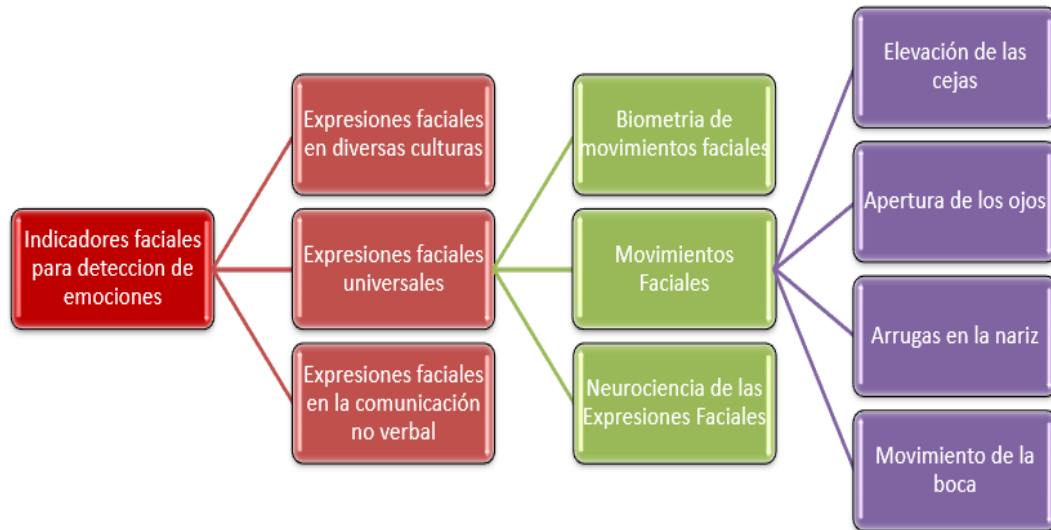 Indicadores faciales
para deteccion de
emociones
Expresiones faciales
en diversas culturas
Expresiones faciales
universales
Expresiones faciales
en la comunicación
no verbal
Biometria de
movimientos faciales
Movimientos
Faciales
Neurociencia de las
Expresiones Faciales
Elevación de las
cejas
Apertura de los ojos
Arrugas en la nariz
Movimiento de la
boca